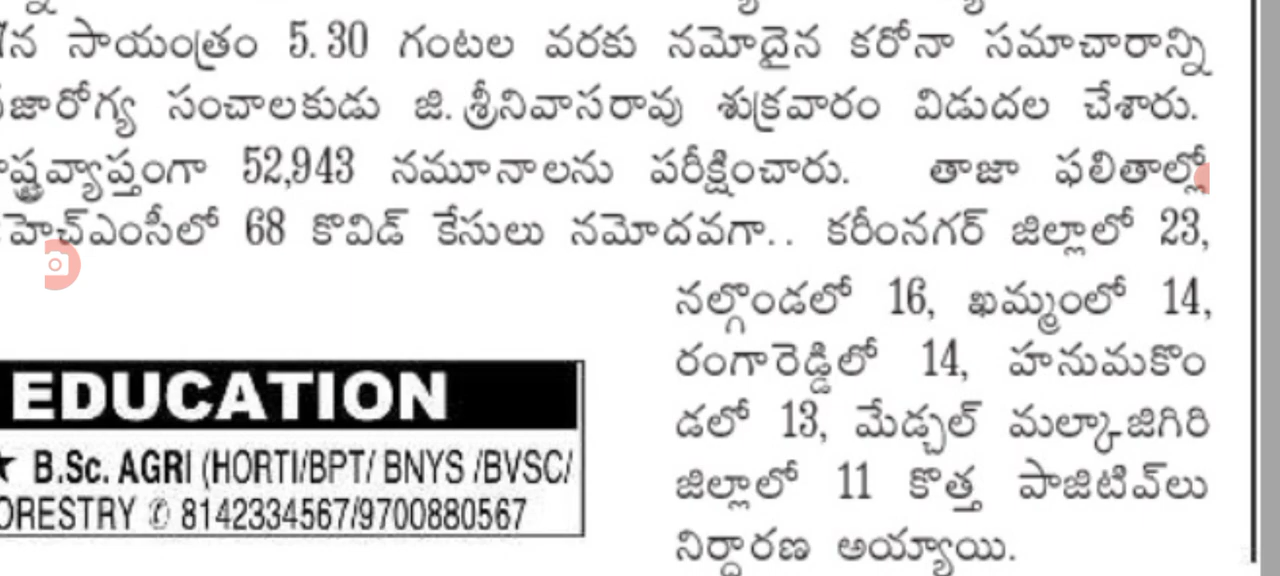 సాయంత్రం 5.30 గంటల వరకు నమోదైన కరోనా సమాచారాన్ని
సంచాలకుడు జి. శ్రీనివాసరావు శుక్రవారం విడుదల చేశారు.
52,943 నమూనాలను పరీక్షించారు. తాజా ఫలితాల్లో
68 కొవిడ్ కేసులు నమోదవగా.. కరీంనగర్ జిల్లాలో 23,
నల్గొండలో 16, ఖమ్మంలో 14,
రంగారెడ్డిలో 14, హనుమకొం
డలో 13, మేడ్చల్ మల్కాజిగిరి
జిల్లాలో 11 కొత్త పాజిటివ్‌లు
నిర్ధారణ అయ్యాయి.
EDUCATION
★ B.Sc. AGRI (HORTI/BPT/ BNYS /BVSC/
ORESTRY ✆ 8142334567/9700880567